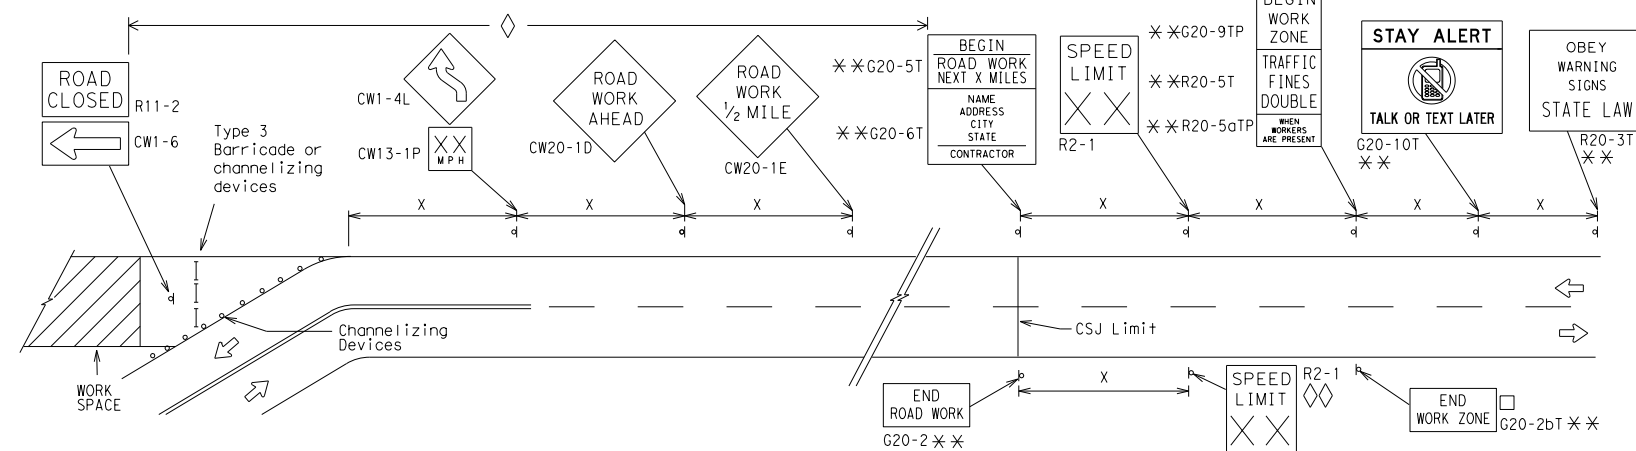 ROAD
CLOSED
R11-2
CW1-6
Type 3
Barricade or
channelizing
devices
CW1-4L
CW13-1P
XX
MPH
ROAD
WORK
AHEAD
CW20-1D
ROAD
WORK
1/2 MILE
CW20-1E
**G20-5T
**G20-6T
BEGIN
ROAD WORK
NEXT X MILES
NAME
ADDRESS
CITY
STATE
CONTRACTOR
SPEED
LIMIT
XX
R2-1
**G20-9TP
**R20-5T
**R20-5aTP
BEGIN
WORK
ZONE
TRAFFIC
FINES
DOUBLE
WHEN
WORKERS
ARE PRESENT
STAY ALERT
TALK OR TEXT LATER
G20-10T
**
OBEY
WARNING
SIGNS
STATE LAW
R20-3T
**
X
X
X
X
X
X
X
WORK
SPACE
Channelizing
Devices
CSJ Limit
END
ROAD WORK
G20-2 **
X
SPEED
LIMIT
XX
R2-1
END
WORK ZONE
G20-2bT **